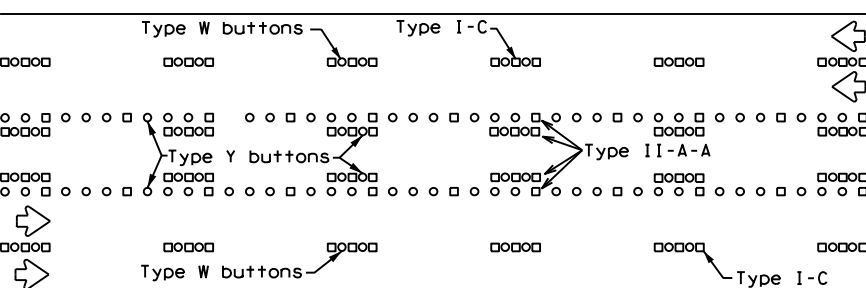 Type W buttons
Type I-C
Type Y buttons
Type II-A-A
Type W buttons
Type I-C